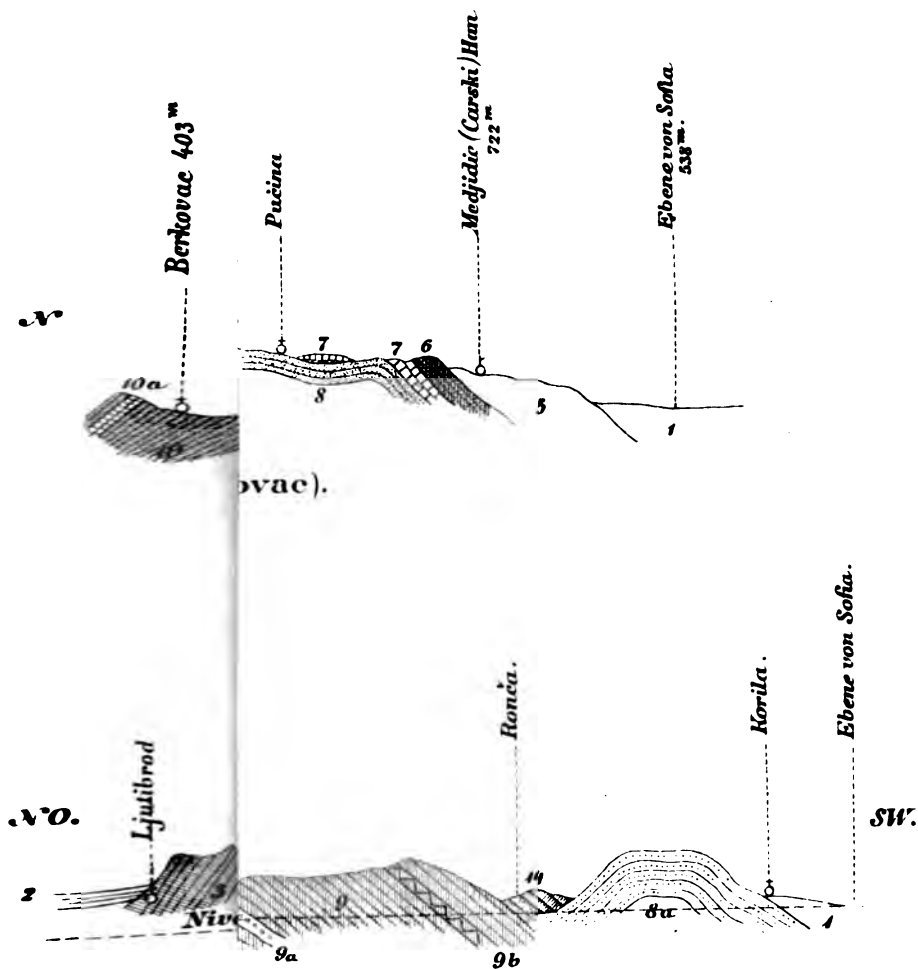 Berkovac 403m
Pučina
Medjidie (Carski) Han
722m
Ebene von Sofia
538m.
N
10a
7
7
6
8
5
1
ovac).
Ljutibrod
Ronča.
Korila.
Ebene von Sofia.
NO.
SW.
2
3
9
14
8a
1
Nive
9a
9b